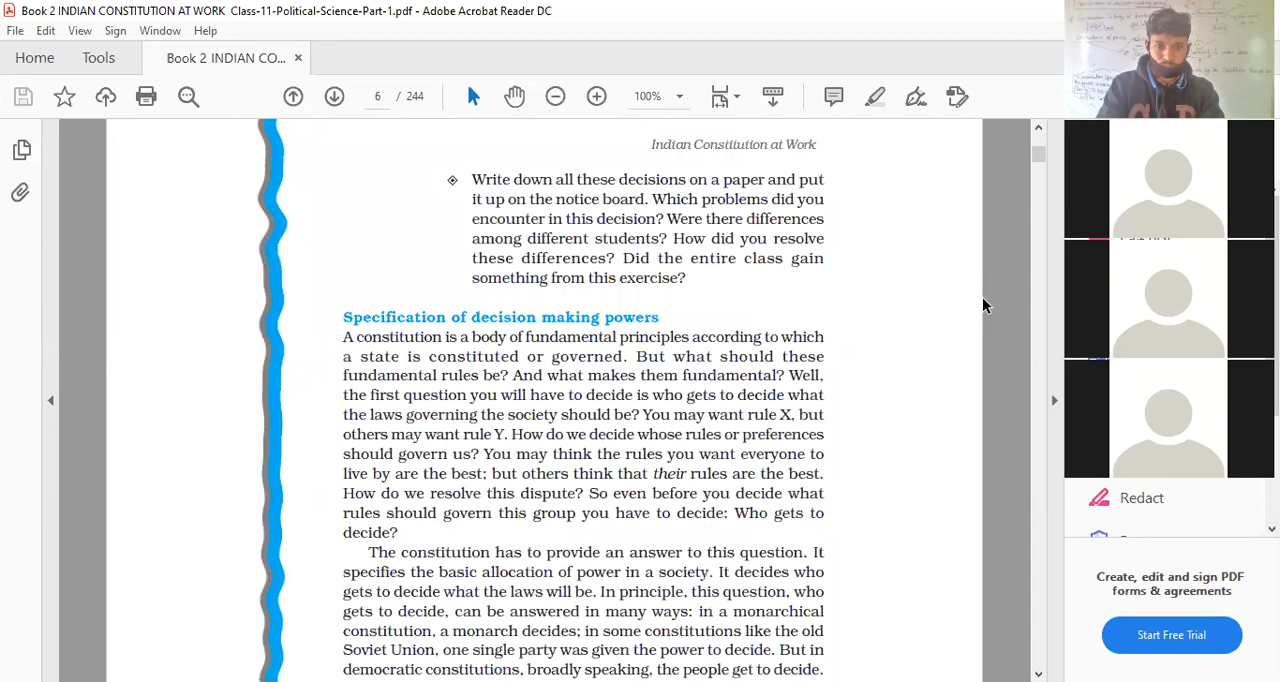 Book 2 INDIAN CONSTITUTION AT WORK Class-11-Political-Science-Part-1.pdf - Adobe Acrobat Reader DC
File Edit View Sign Window Help
Home Tools Book 2 INDIAN CO... ×
6 / 244 100%
Indian Constitution at Work
Write down all these decisions on a paper and put
it up on the notice board. Which problems did you
encounter in this decision? Were there differences
among different students? How did you resolve
these differences? Did the entire class gain
something from this exercise?
Specification of decision making powers
A constitution is a body of fundamental principles according to which
a state is constituted or governed. But what should these
fundamental rules be? And what makes them fundamental? Well,
the first question you will have to decide is who gets to decide what
the laws governing the society should be? You may want rule X, but
others may want rule Y. How do we decide whose rules or preferences
should govern us? You may think the rules you want everyone to
live by are the best; but others think that their rules are the best.
How do we resolve this dispute? So even before you decide what
rules should govern this group you have to decide: Who gets to
decide?
The constitution has to provide an answer to this question. It
specifies the basic allocation of power in a society. It decides who
gets to decide what the laws will be. In principle, this question, who
gets to decide, can be answered in many ways: in a monarchical
constitution, a monarch decides; in some constitutions like the old
Soviet Union, one single party was given the power to decide. But in
democratic constitutions, broadly speaking, the people get to decide.
Redact
Create, edit and sign PDF
forms & agreements
Start Free Trial